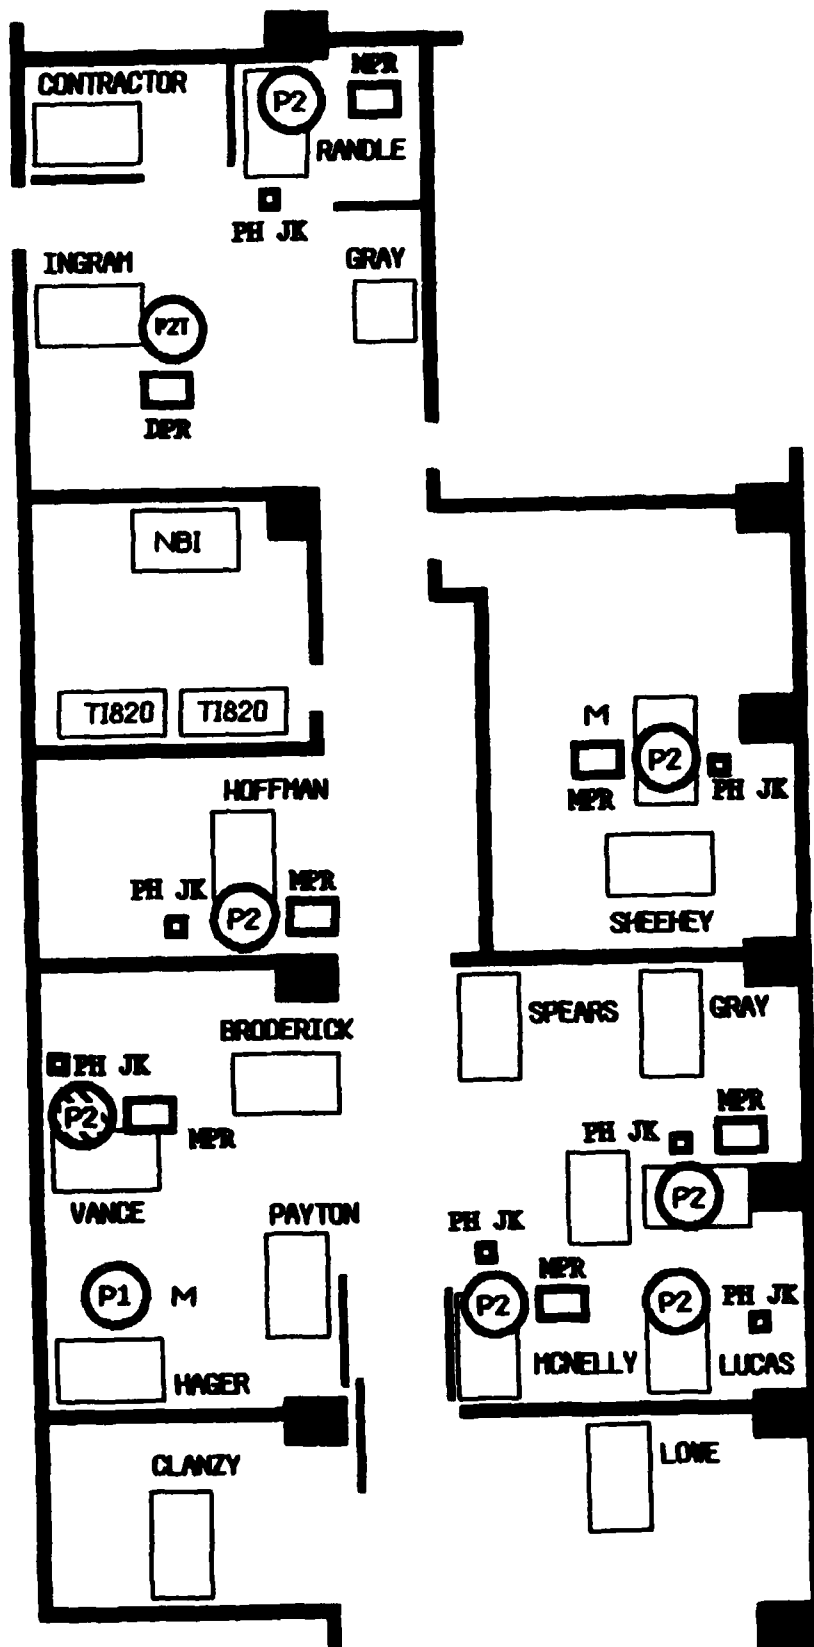 MPR
CONTRACTOR
P2
RANDLE
PH JK
INGRAM
GRAY
P2T
DPR
NBI
TI820
TI820
M
P2
MPR
PH JK
HOFFMAN
PH JK
MPR
P2
SHEEHEY
SPEARS
GRAY
BRODERICK
PH JK
P2
MPR
VANCE
PAYTON
MPR
PH JK
P2
PH JK
P1
M
P2
MPR
P2
PH JK
HAGER
MCNELLY
LUCAS
CLANZY
LOWE